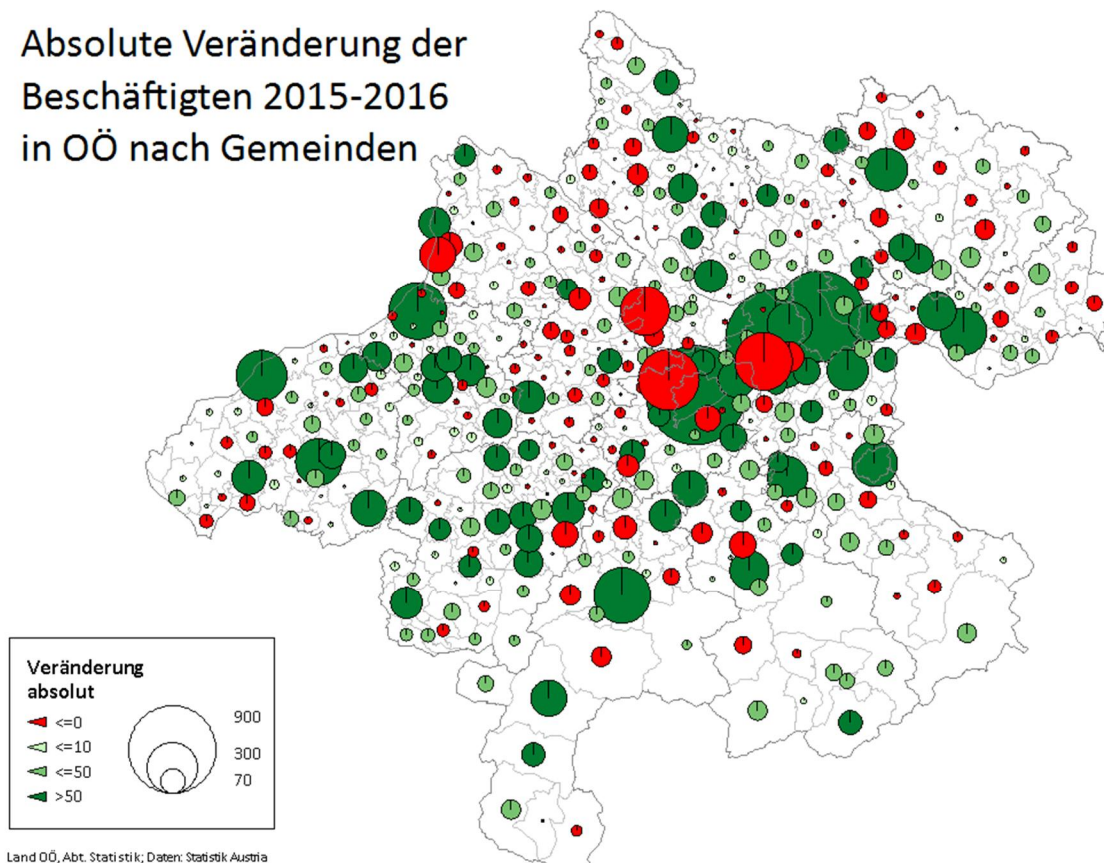 Absolute Veränderung der
Beschäftigten 2015-2016
in OÖ nach Gemeinden
Veränderung
absolut
<=0
<=10
<=50
>50
900
300
70
Land OÖ, Abt. Statistik; Daten: Statistik Austria